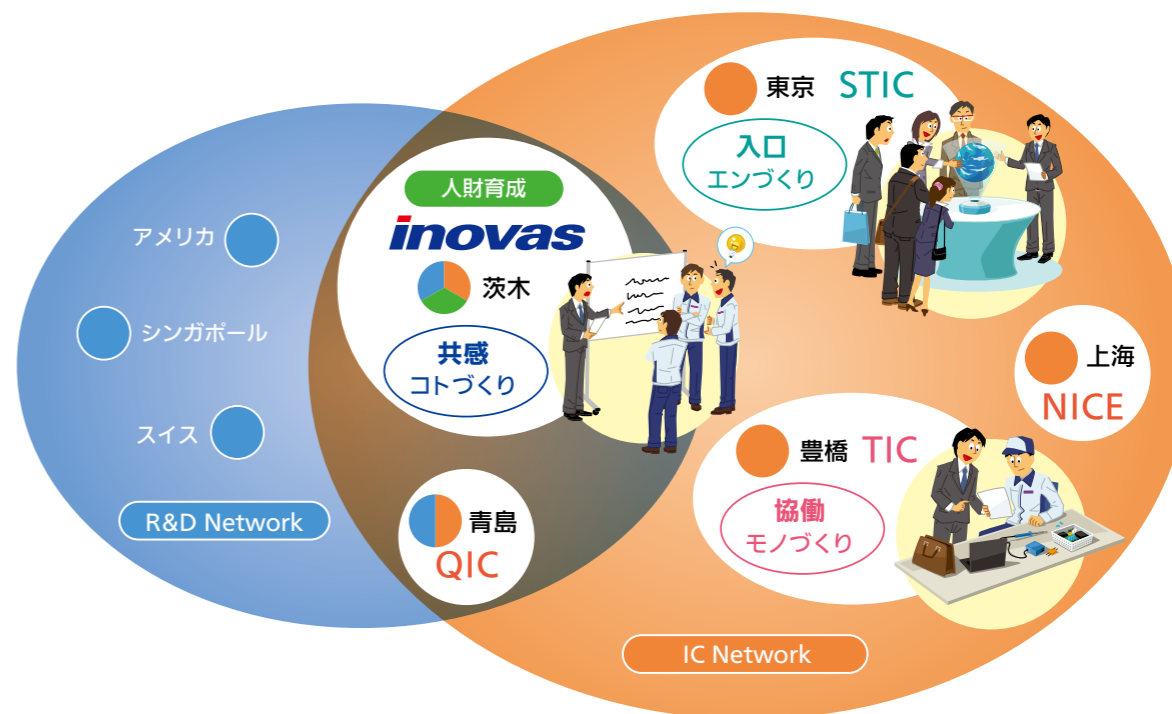 アメリカ
シンガポール
スイス
R&D Network
人財育成
inovas
茨木
共感
コトづくり
青島
QIC
東京 STIC
入口
エンづくり
上海
NICE
豊橋 TIC
協働
モノづくり
IC Network